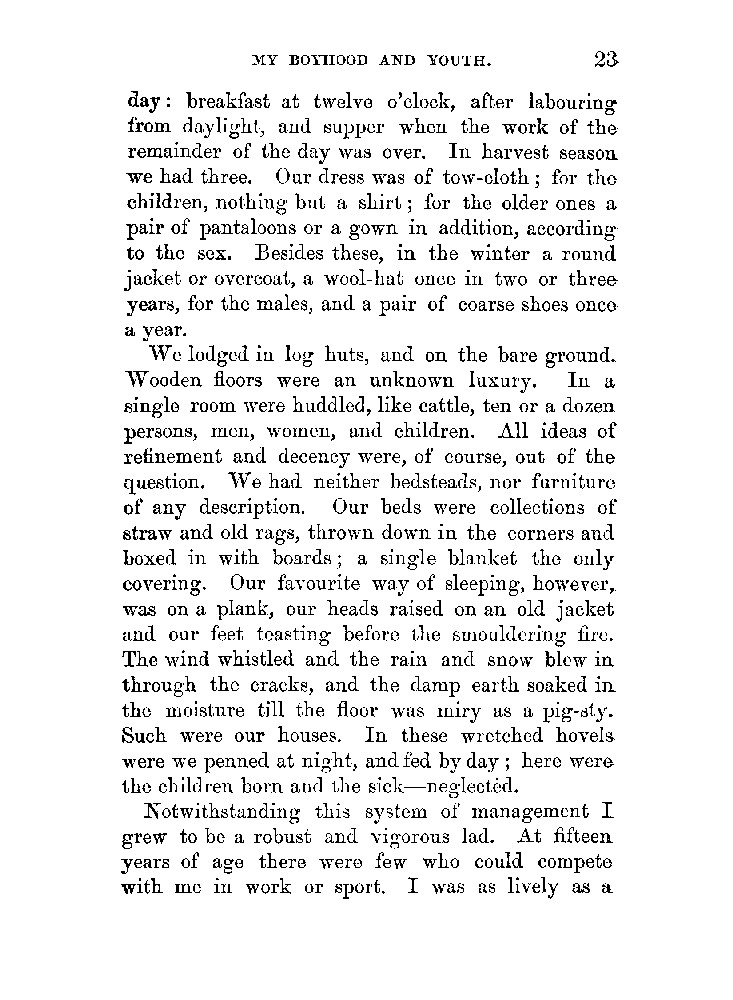 MY BOYHOOD AND YOUTH. 23
day : breakfast at twelve o'clock, after labouring
from daylight, and supper when the work of the
remainder of the day was over. In harvest season
we had three. Our dress was of tow-cloth ; for the
children, nothing but a shirt ; for the older ones a
pair of pantaloons or a gown in addition, according
to the sex. Besides these, in the winter a round
jacket or overcoat, a wool-hat once in two or three
years, for the males, and a pair of coarse shoes once
a year.
We lodged in log huts, and on the bare ground.
Wooden floors were an unknown luxury. In a
single room were huddled, like cattle, ten or a dozen
persons, men, women, and children. All ideas of
refinement and decency were, of course, out of the
question. We had neither bedsteads, nor furniture
of any description. Our beds were collections of
straw and old rags, thrown down in the corners and
boxed in with boards ; a single blanket the only
covering. Our favourite way of sleeping, however,
was on a plank, our heads raised on an old jacket
and our feet toasting before the smouldering fire.
The wind whistled and the rain and snow blew in
through the cracks, and the damp earth soaked in
the moisture till the floor was miry as a pig-sty.
Such were our houses. In these wretched hovels
were we penned at night, and fed by day ; here were
the children born and the sick—neglected.
Notwithstanding this system of management I
grew to be a robust and vigorous lad. At fifteen
years of age there were few who could compete
with me in work or sport. I was as lively as a